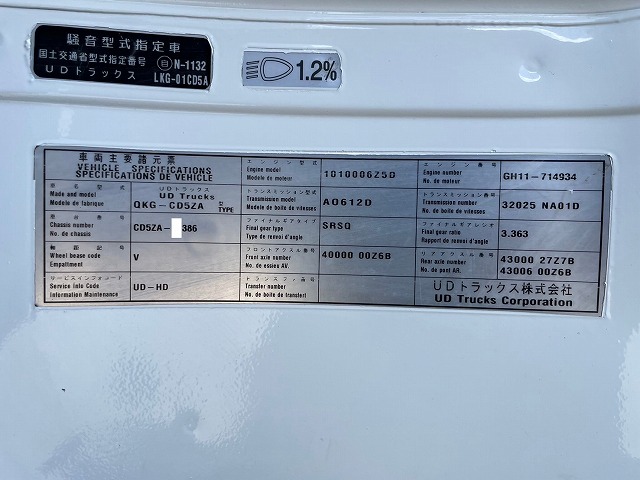 騒音型式指定車
国土交通省型式指定番号 自 N-1132
UDトラックス LKG-01CD5A
1.2%
車両主要諸元票
VEHICLE SPECIFICATIONS
SPECIFICATIONS DE VEHICLE
車名型式
Made and model
Modele de fabrique
UDトラックス
UD Trucks
QKG-CD5ZA
TYPE
車台番号
Chassis number
No. de chassis
CD5ZA- 386
軸距記号
Wheel bease code
Empattement
V
サービスインフォコード
Service Info Code
Information Maintenance
UD-HD
エンジン型式
Engine model
Modele de moteur
1010006Z5D
トランスミッション型式
Transmission model
Modele de boite de vitesses
AO612D
ファイナルギアタイプ
Final gear type
Type de renvoi d'angle
SRSQ
フロントアクスル番号
Front axle number
No. de essieu AV.
40000 00Z6B
トランスファ番号
Transfer number
No. de boite de transfert
エンジン番号
Engine number
No. de moteur
GH11-714934
トランスミッション番号
Transmission number
No. de boite de vitesses
32025 NA01D
ファイナルギアレシオ
Final gear ratio
Rapport de renvoi d'angle
3.363
リアアクスル番号
Rear axle number
No. de pont AR.
43000 27Z7B
43006 00Z6B
UDトラックス株式会社
UD Trucks Corporation